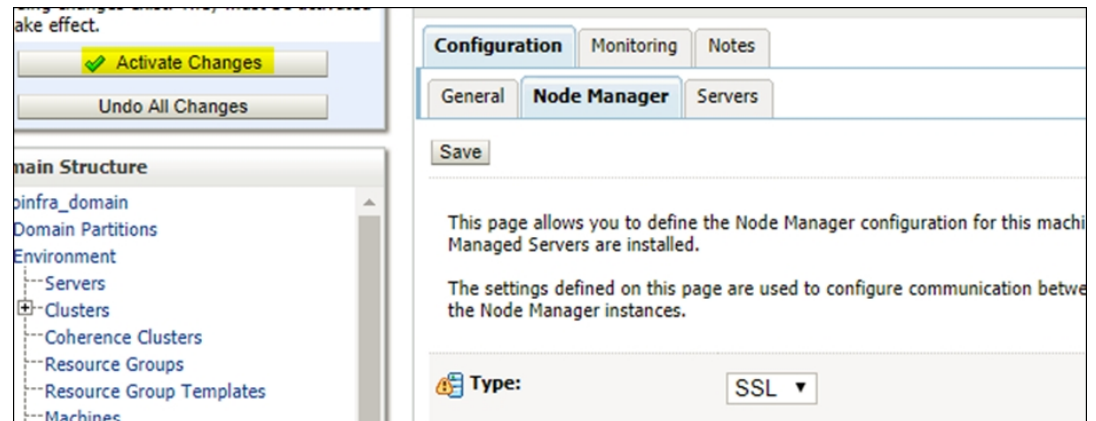 ake effect.
Activate Changes
Undo All Changes
main Structure
oinfra_domain
Domain Partitions
Environment
Servers
Clusters
Coherence Clusters
Resource Groups
Resource Group Templates
Machines
Configuration Monitoring Notes
General Node Manager Servers
Save
This page allows you to define the Node Manager configuration for this machi
Managed Servers are installed.
The settings defined on this page are used to configure communication betwe
the Node Manager instances.
Type: SSL